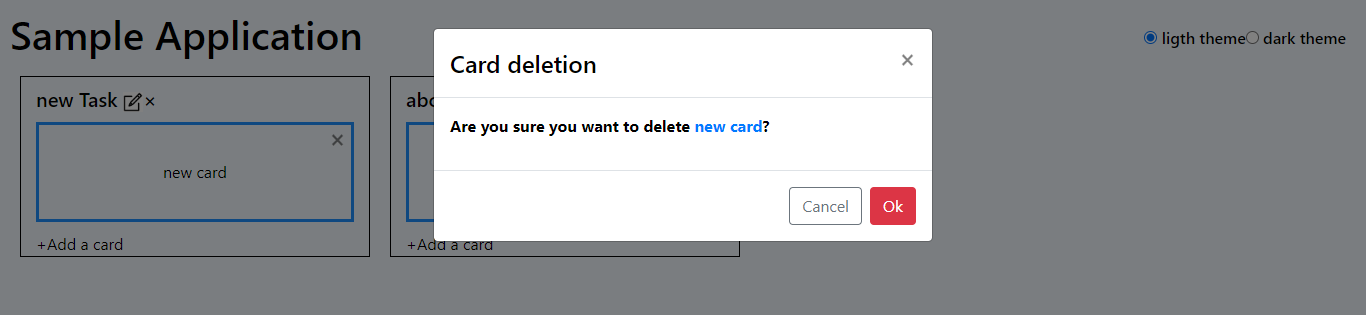 Sample Application
ligth theme dark theme
Card deletion
×
Are you sure you want to delete new card?
Cancel Ok
new Task ×
×
new card
+Add a card
+Add a card